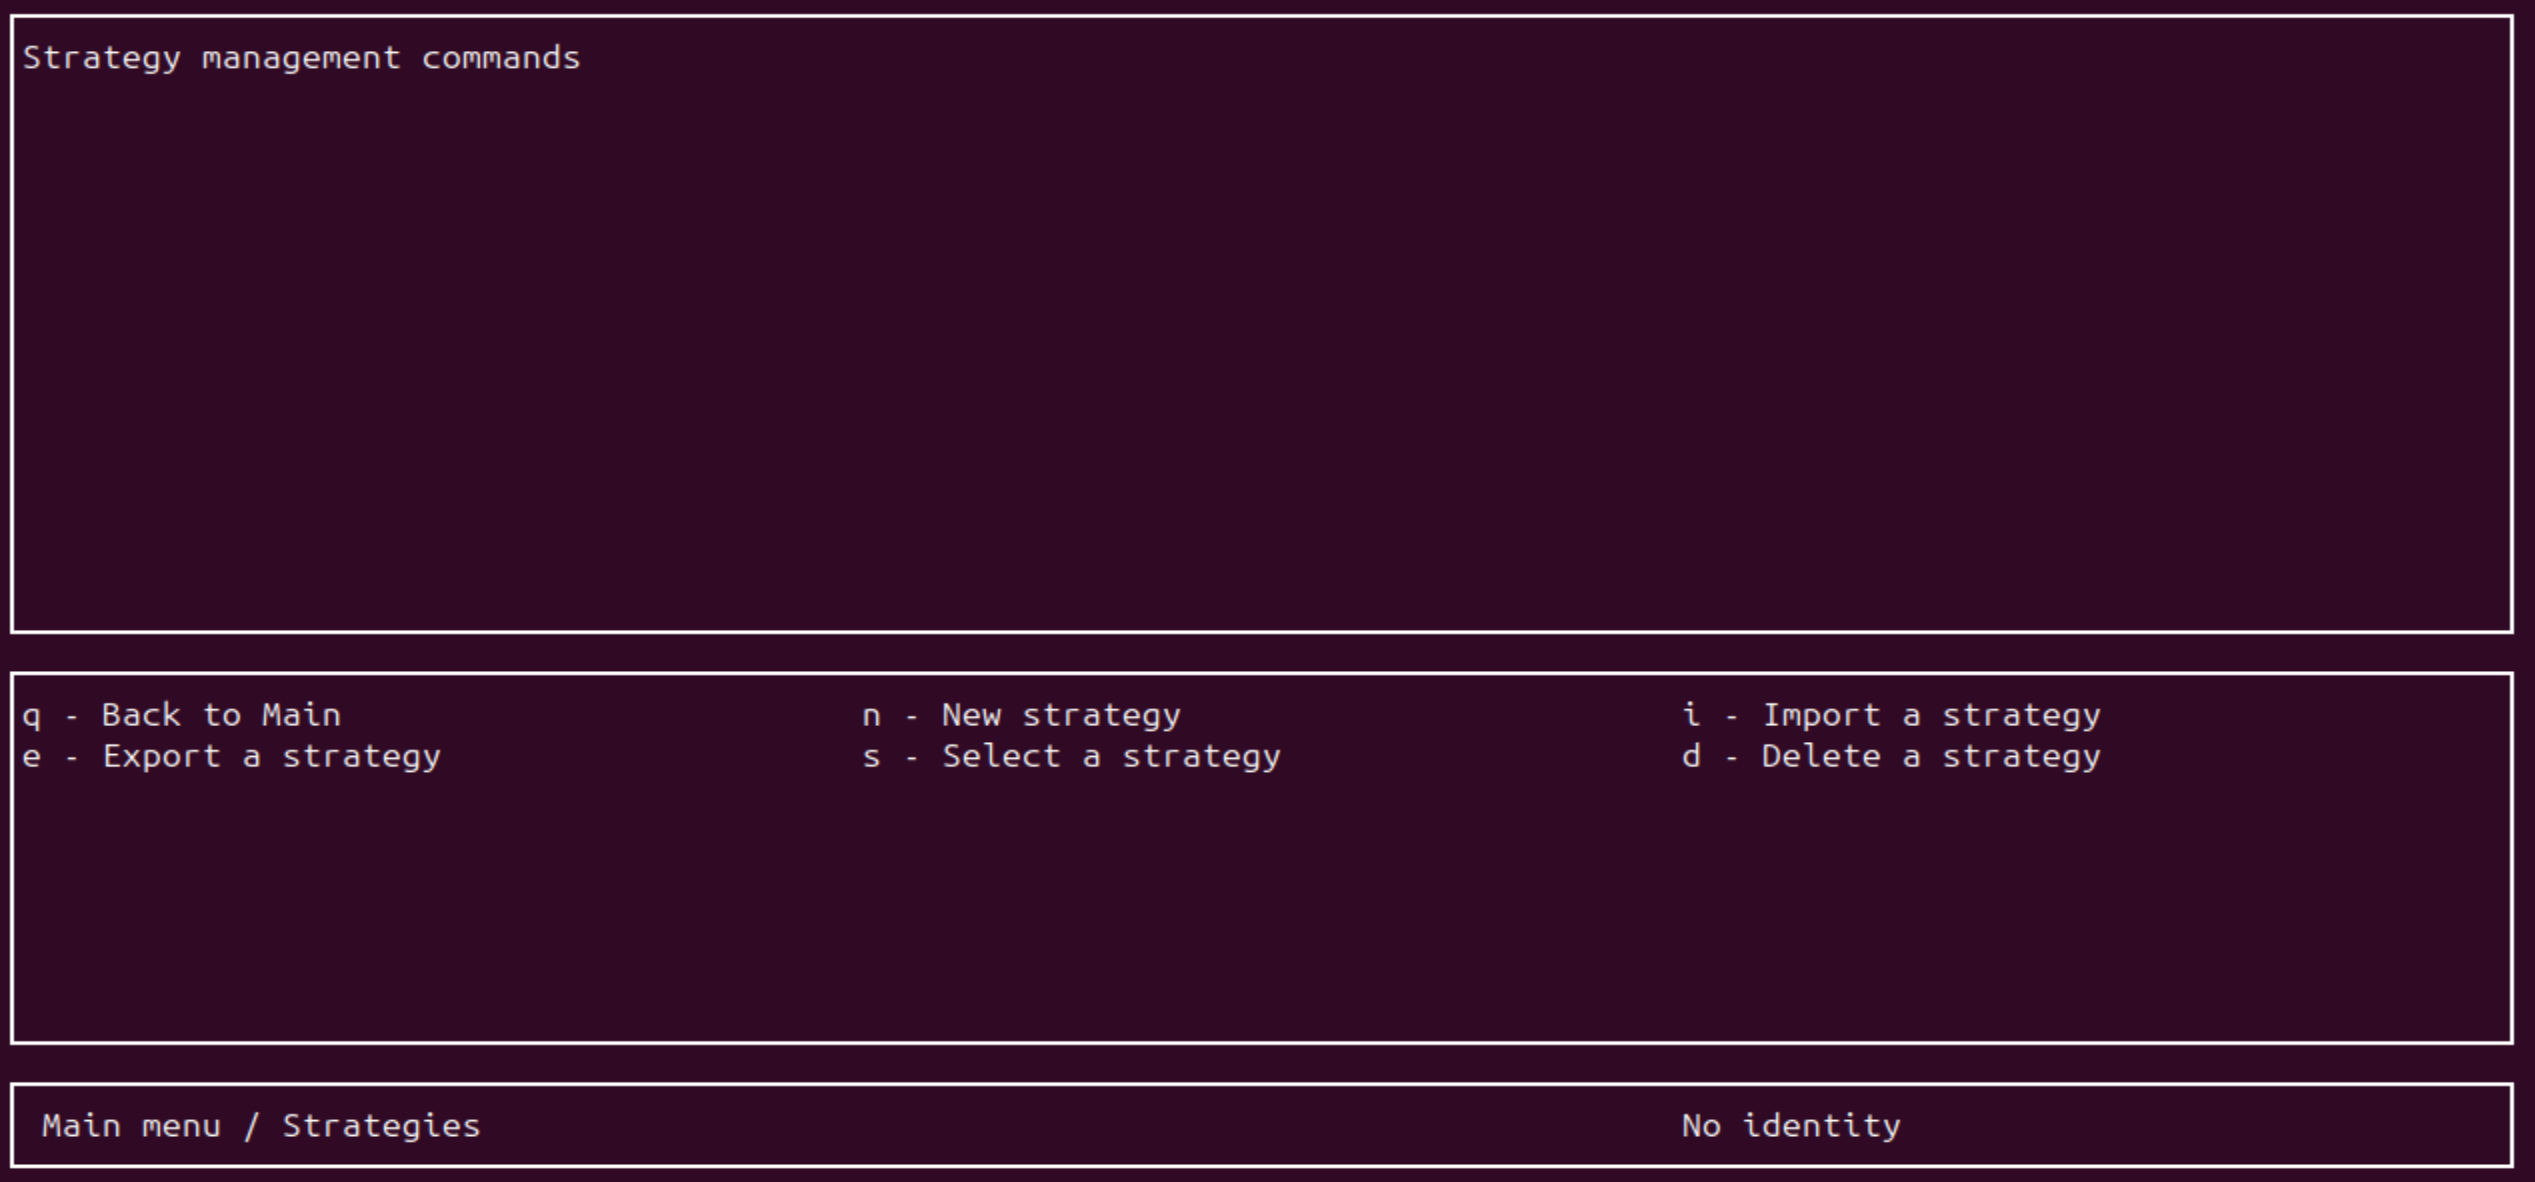 Strategy management commands
q - Back to Main n - New strategy i - Import a strategy
e - Export a strategy s - Select a strategy d - Delete a strategy
Main menu / Strategies No identity